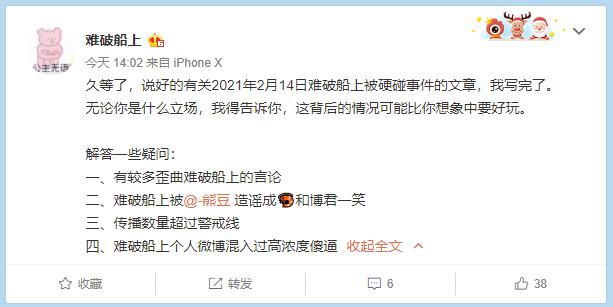 难破船上
今天 14:02 来自 iPhone X
公主无语
久等了，说好的有关2021年2月14日难破船上被硬碰事件的文章，我写完了。
无论你是什么立场，我得告诉你，这背后的情况可能比你想象中要好玩。
解答一些疑问：
一、有较多歪曲难破船上的言论
二、难破船上被@-熊豆 造谣成和博君一笑
三、传播数量超过警戒线
四、难破船上个人微博混入过高浓度傻逼 收起全文
收藏
转发
6
38